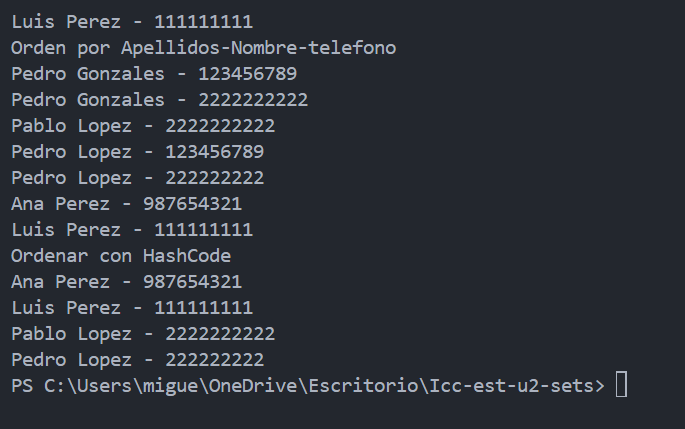 Luis Perez - 111111111
Orden por Apellidos-Nombre-telefono
Pedro Gonzales - 123456789
Pedro Gonzales - 2222222222
Pablo Lopez - 2222222222
Pedro Lopez - 123456789
Pedro Lopez - 222222222
Ana Perez - 987654321
Luis Perez - 111111111
Ordenar con HashCode
Ana Perez - 987654321
Luis Perez - 111111111
Pablo Lopez - 2222222222
Pedro Lopez - 222222222
PS C:\Users\migue\OneDrive\Escritorio\Icc-est-u2-sets>